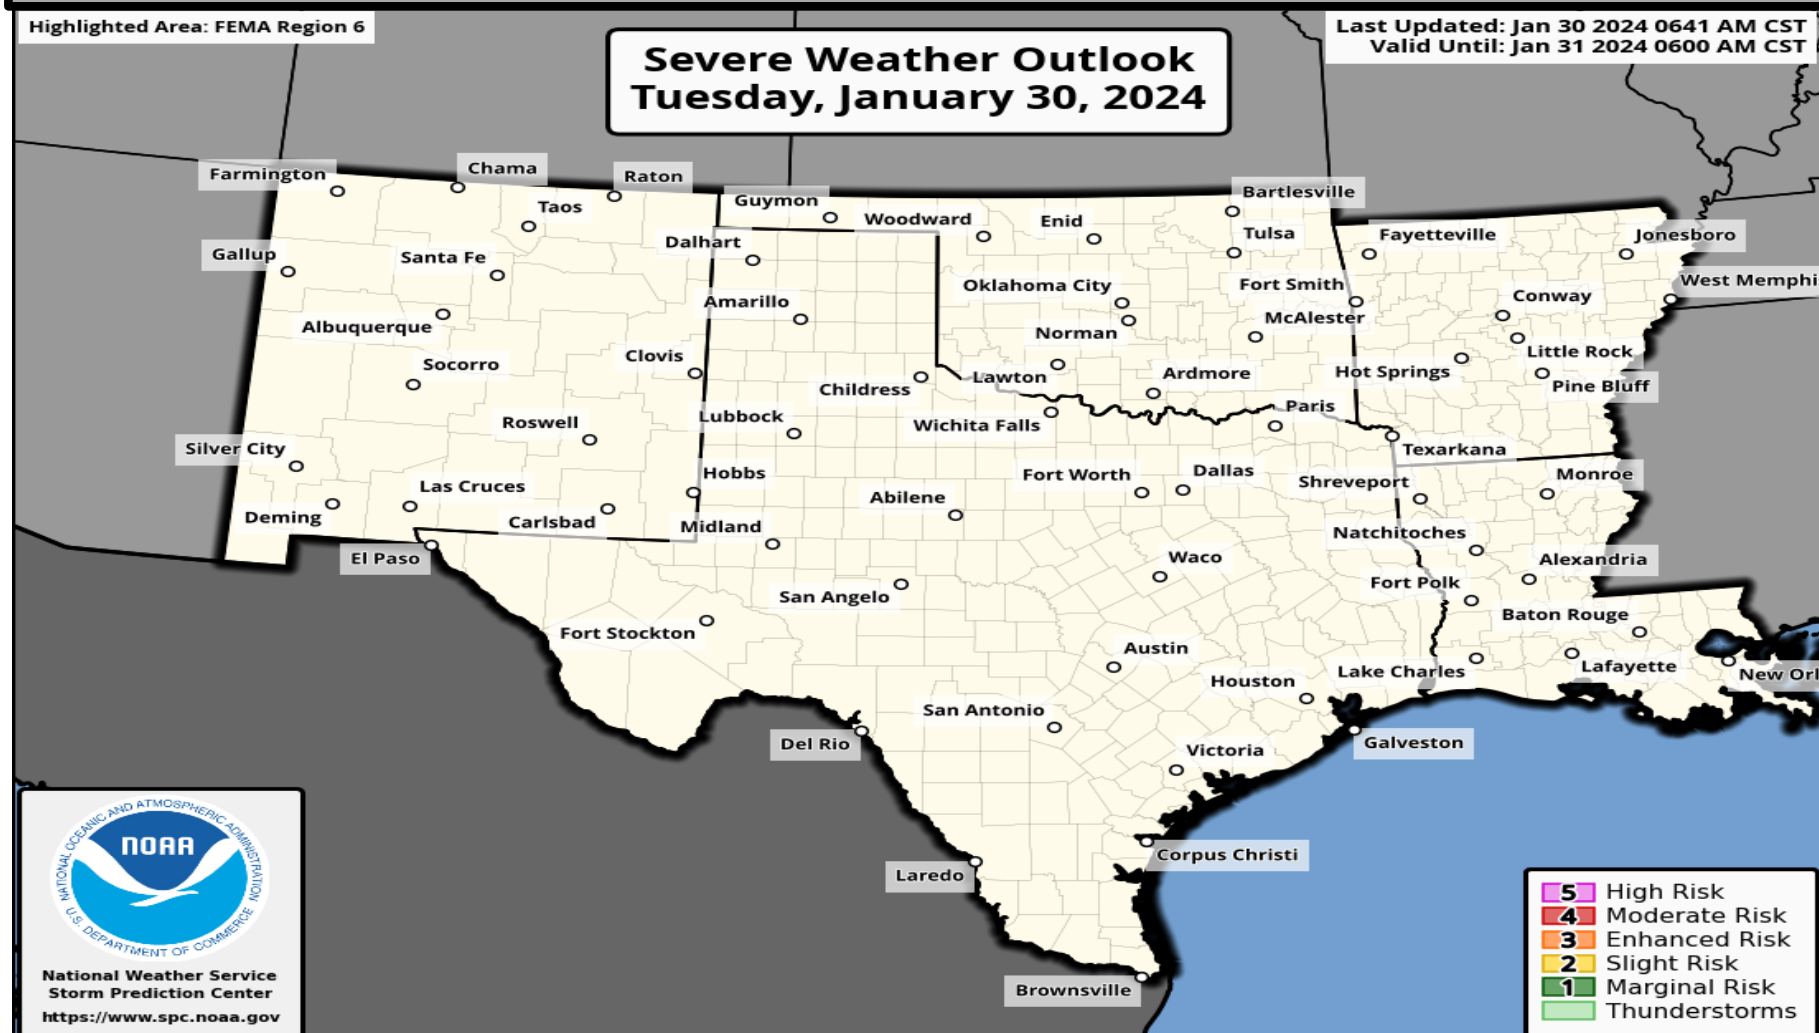 Highlighted Area: FEMA Region 6
Severe Weather Outlook
Tuesday, January 30, 2024
Last Updated: Jan 30 2024 0641 AM CST
Valid Until: Jan 31 2024 0600 AM CST
Farmington
Chama
Raton
Taos
Guymon
Woodward
Enid
Bartlesville
Gallup
Santa Fe
Dalhart
Tulsa
Fayetteville
Jonesboro
Albuquerque
Amarillo
Oklahoma City
Fort Smith
Conway
West Memphi
Norman
McAlester
Socorro
Clovis
Childress
Lawton
Ardmore
Hot Springs
Little Rock
Pine Bluff
Roswell
Lubbock
Wichita Falls
Paris
Silver City
Texarkana
Las Cruces
Hobbs
Abilene
Fort Worth
Dallas
Shreveport
Monroe
Deming
Carlsbad
Midland
Natchitoches
El Paso
Waco
Alexandria
San Angelo
Fort Polk
Fort Stockton
Baton Rouge
Austin
Houston
Lake Charles
Lafayette
New Orl
San Antonio
Del Rio
Victoria
Galveston
Laredo
Corpus Christi
Brownsville
NATIONAL OCEANIC AND ATMOSPHERIC ADMINISTRATION
NOAA
U.S. DEPARTMENT OF COMMERCE
National Weather Service
Storm Prediction Center
https://www.spc.noaa.gov
5 High Risk
4 Moderate Risk
3 Enhanced Risk
2 Slight Risk
1 Marginal Risk
Thunderstorms